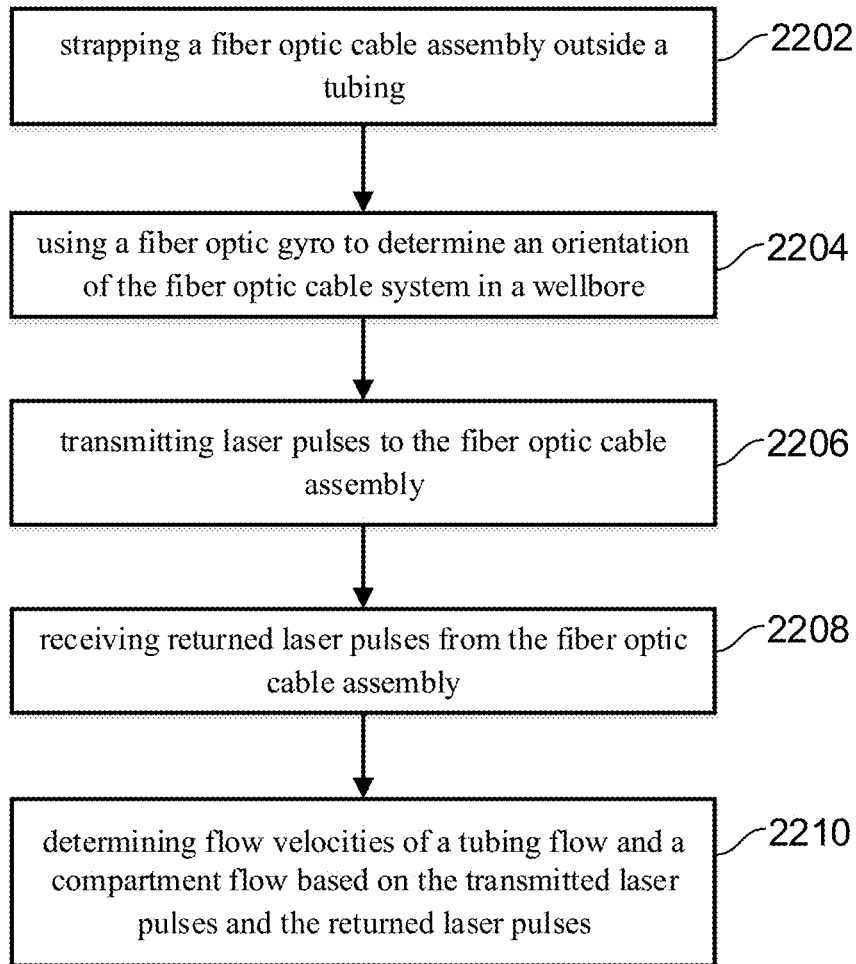 strapping a fiber optic cable assembly outside a
tubing
2202
using a fiber optic gyro to determine an orientation
of the fiber optic cable system in a wellbore
2204
transmitting laser pulses to the fiber optic cable
assembly
2206
receiving returned laser pulses from the fiber optic
cable assembly
2208
determining flow velocities of a tubing flow and a
compartment flow based on the transmitted laser
pulses and the returned laser pulses
2210